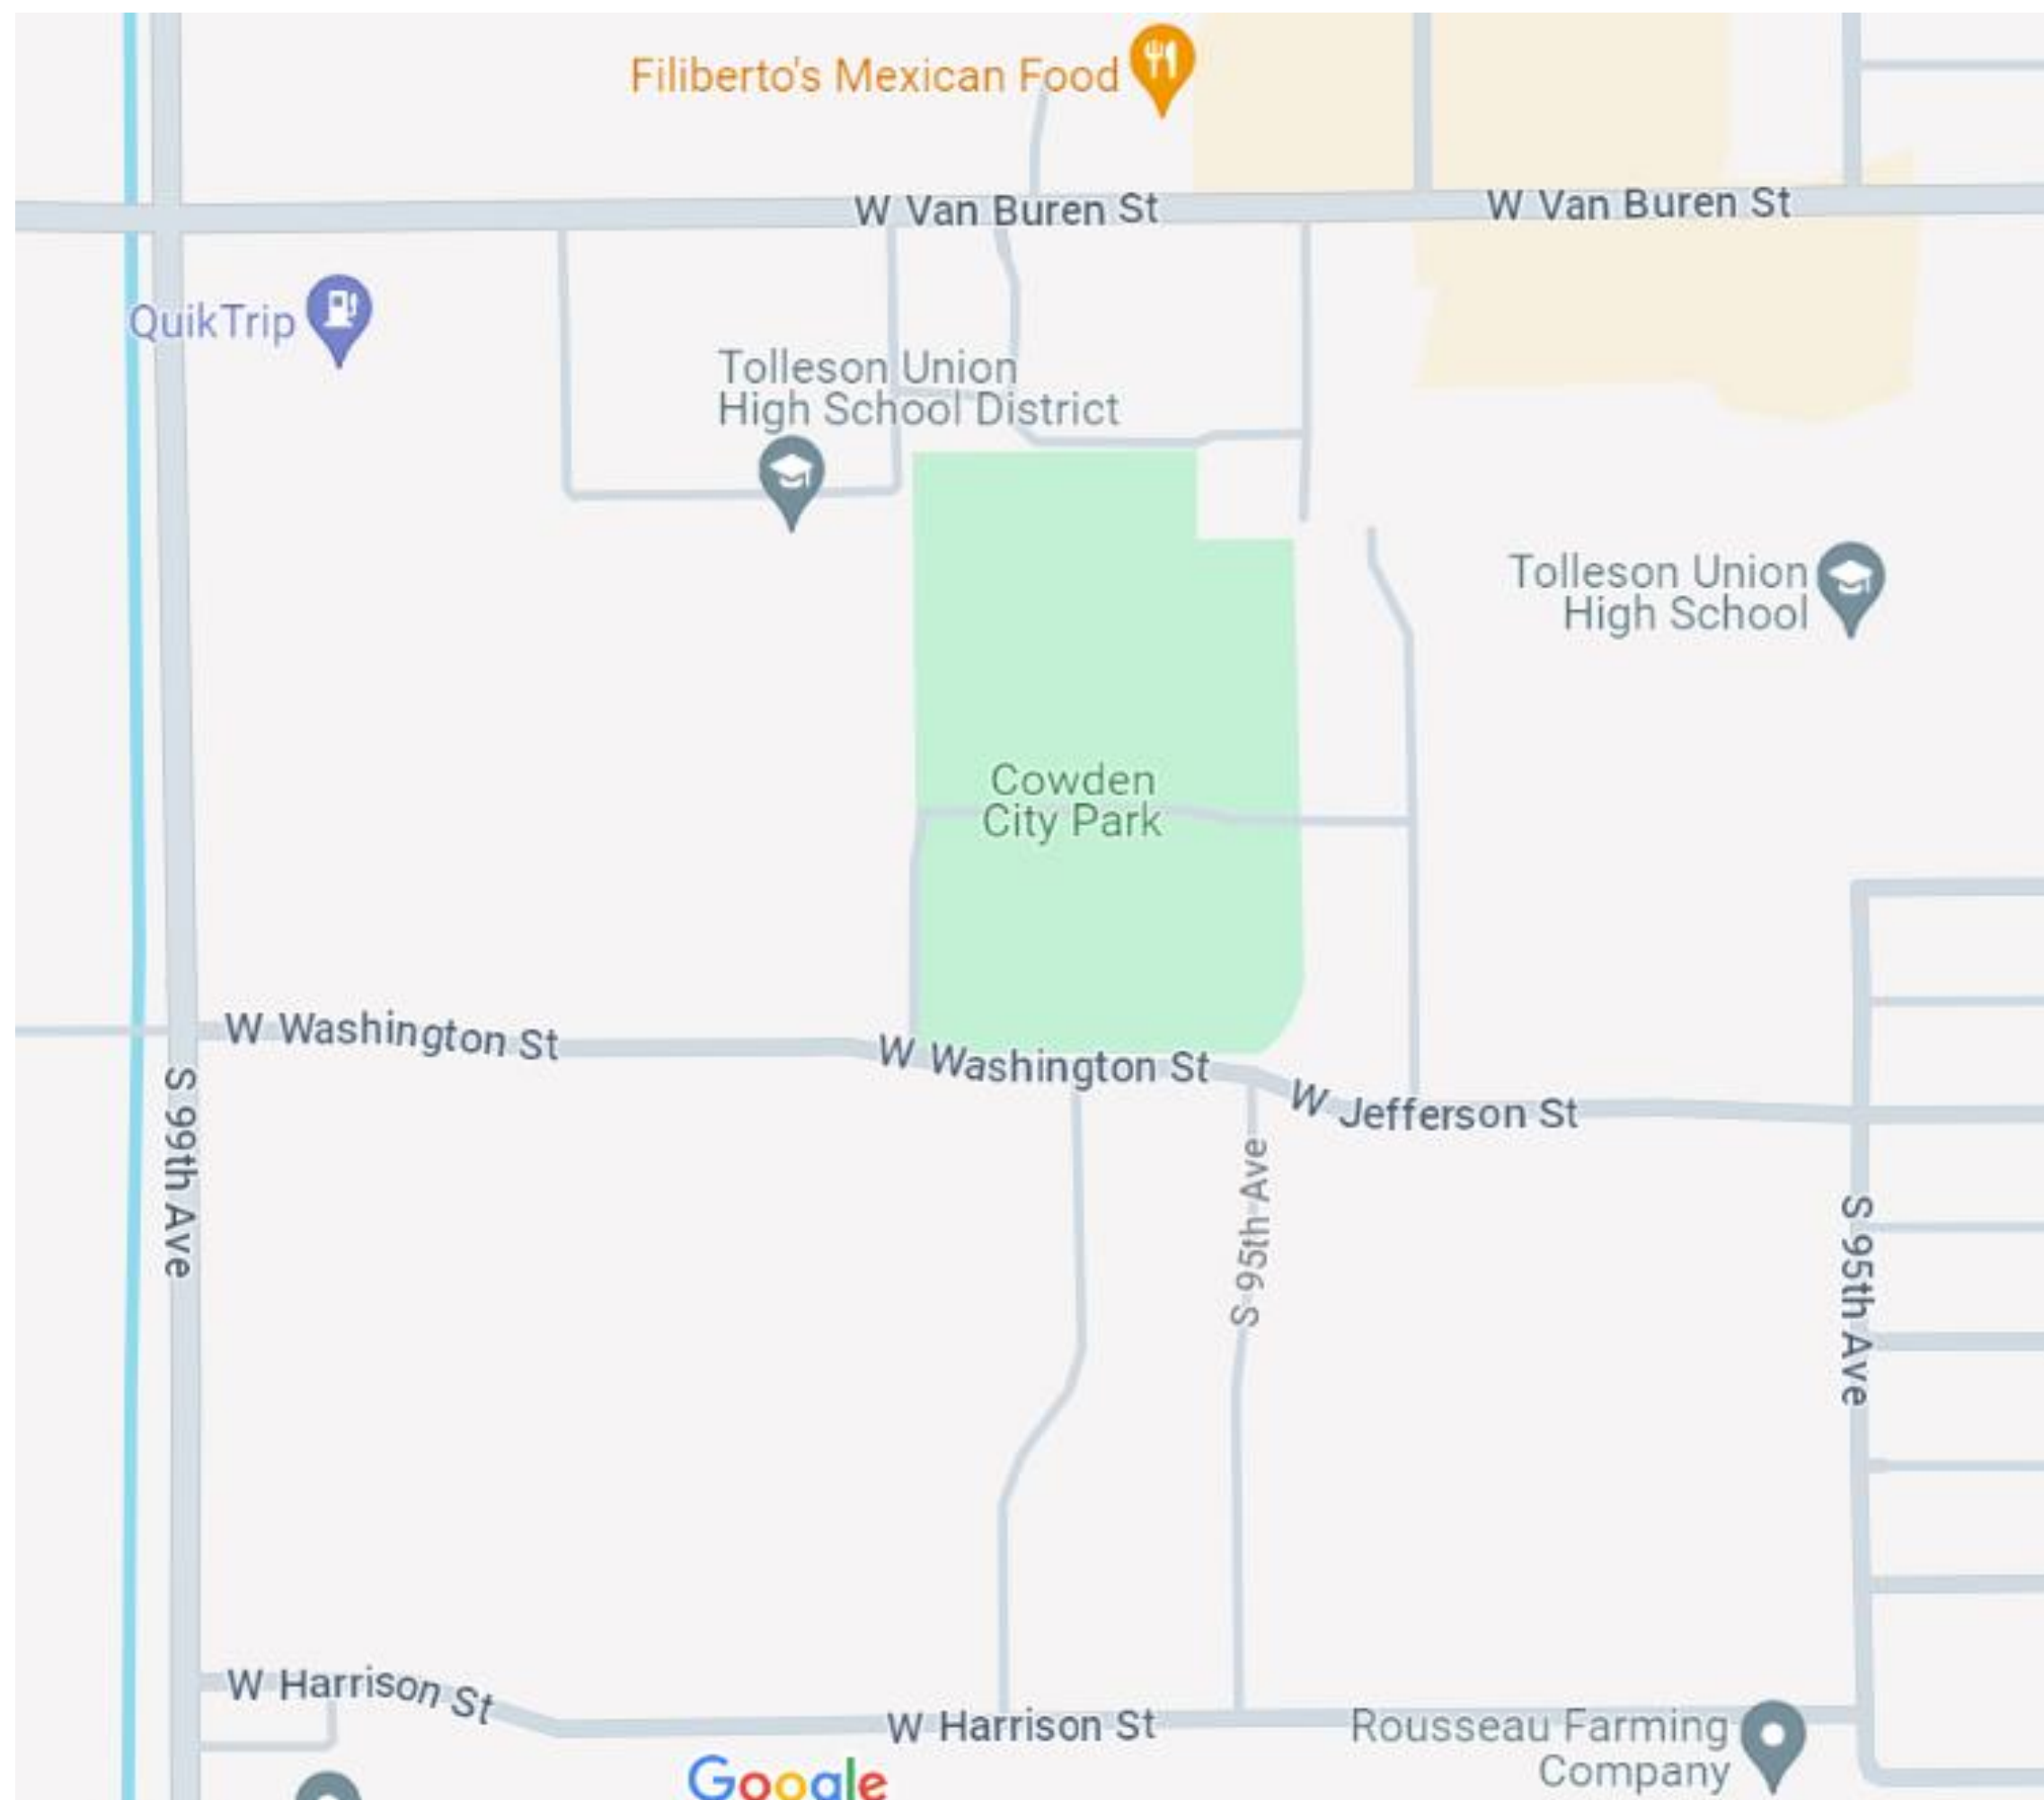 Filiberto's Mexican Food
W Van Buren St
W Van Buren St
QuikTrip
Tolleson Union
High School District
Tolleson Union
High School
Cowden
City Park
W Washington St
W Washington St
W Jefferson St
S 99th Ave
S 95th Ave
S 95th Ave
W Harrison St
W Harrison St
Rousseau Farming
Company
Google